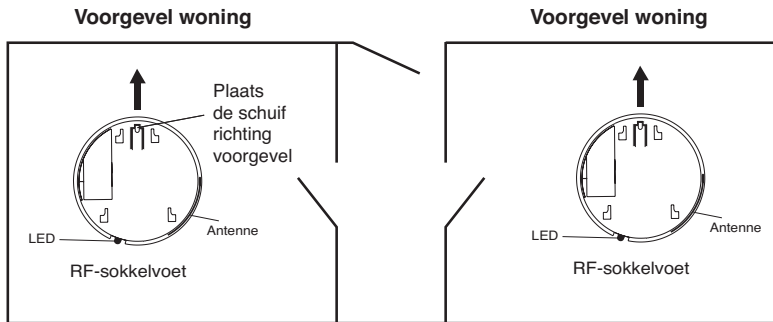 Voorgevel woning
Plaats
de schuif
richting
voorgevel
LED
Antenne
RF-sokkelvoet
Voorgevel woning
LED
Antenne
RF-sokkelvoet